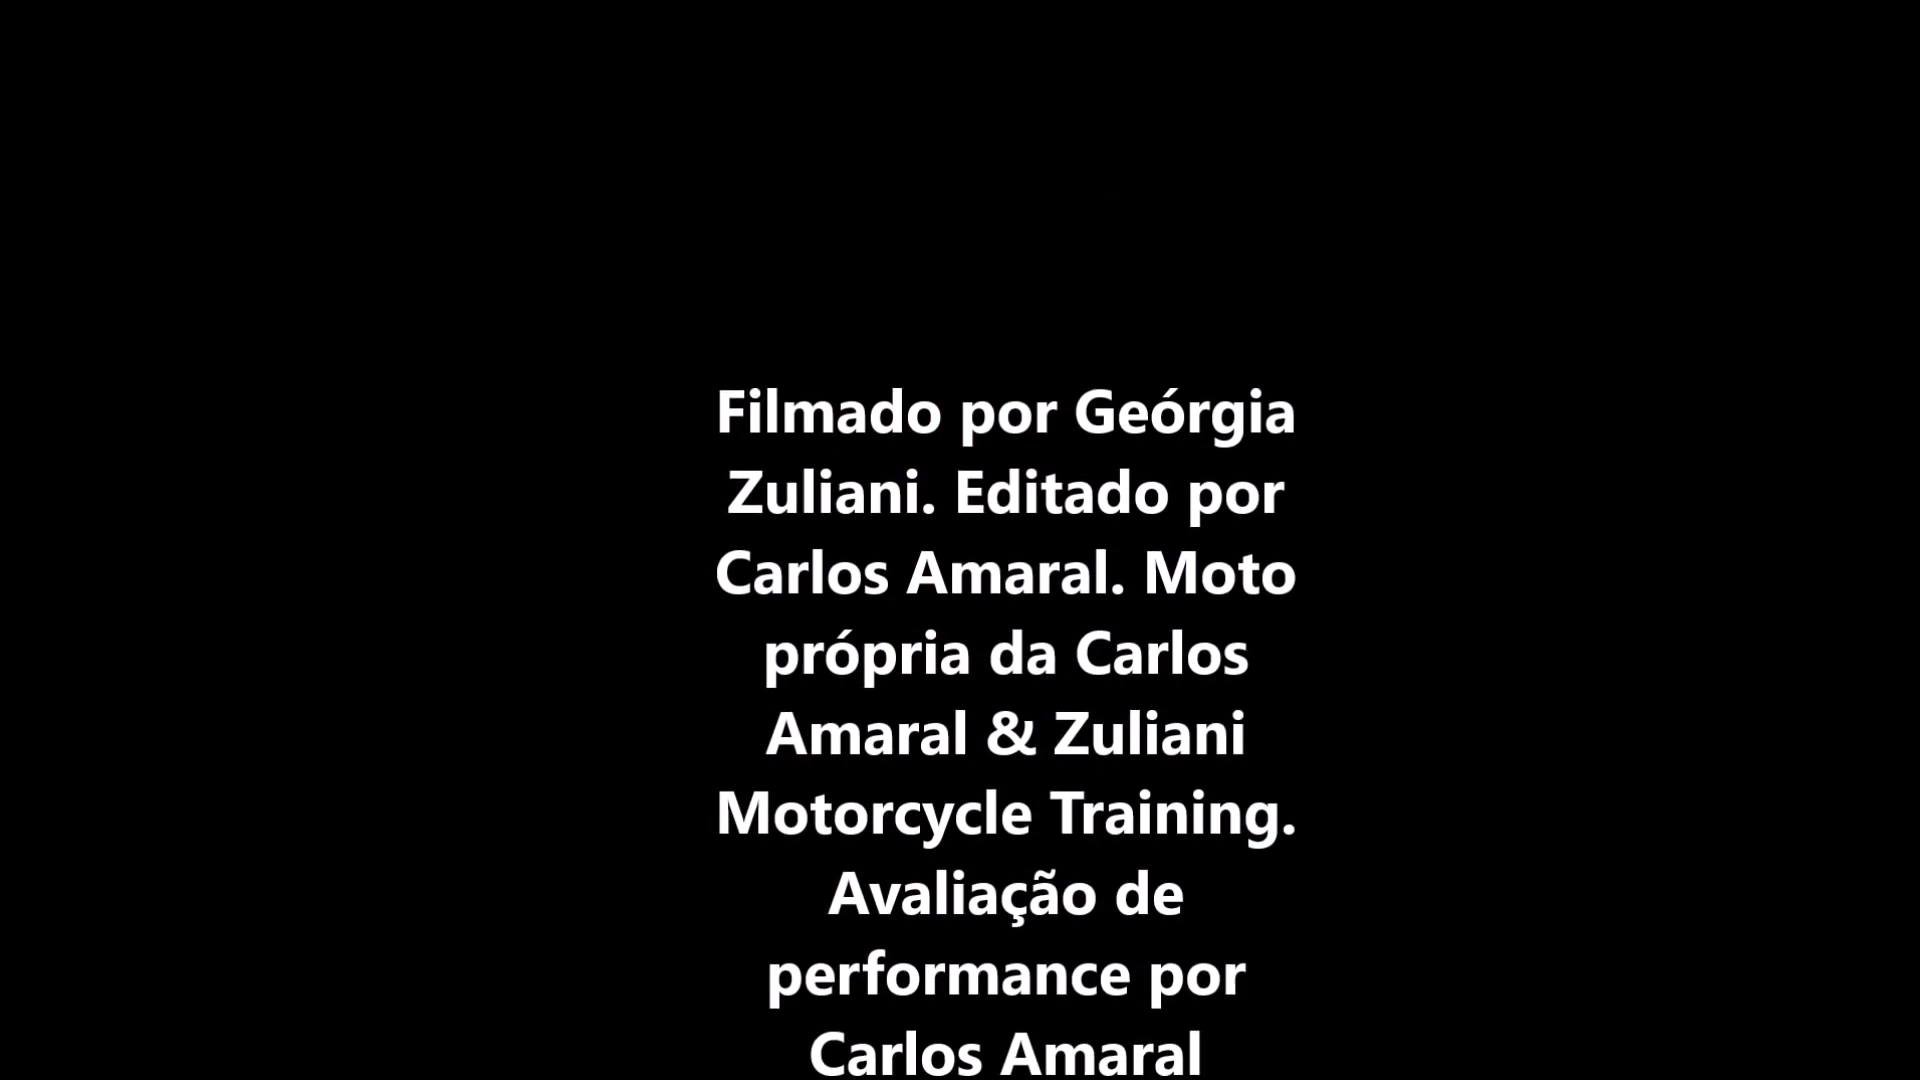 Filmado por Geórgia
Zuliani. Editado por
Carlos Amaral. Moto
própria da Carlos
Amaral & Zuliani
Motorcycle Training.
Avaliação de
performance por
Carlos Amaral